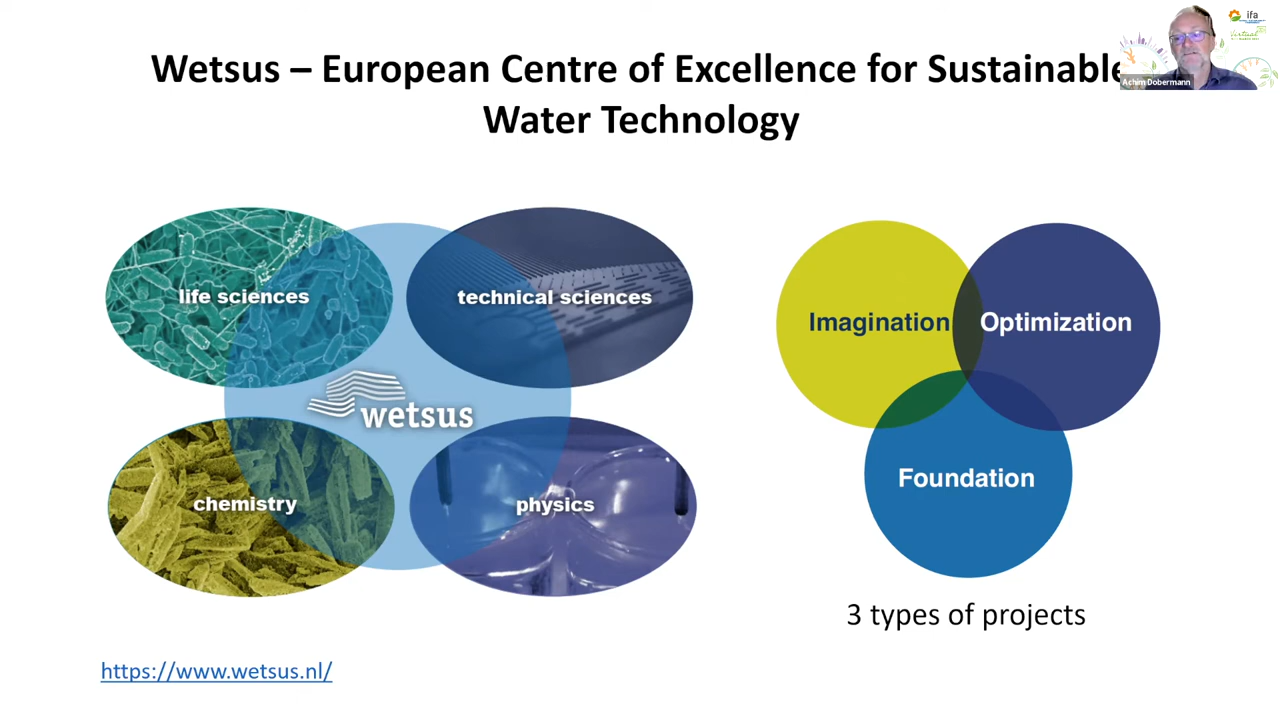 Wetsus – European Centre of Excellence for Sustainable
Water Technology
ifa
Achim Dobermann
life sciences
technical sciences
wetsus
chemistry
physics
Imagination
Optimization
Foundation
3 types of projects
https://www.wetsus.nl/